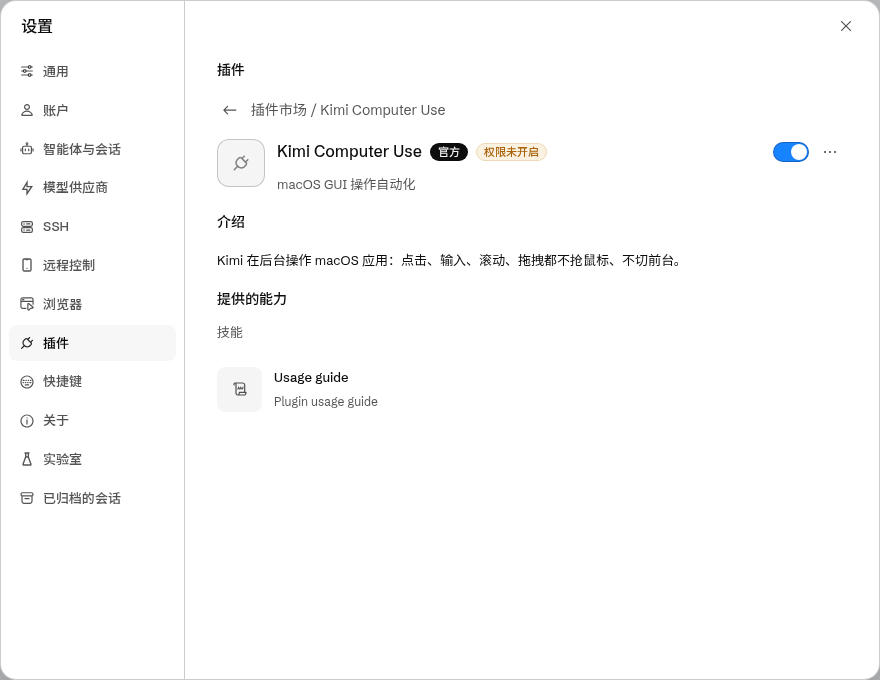 设置
通用
账户
智能体与会话
模型供应商
SSH
远程控制
浏览器
插件
快捷键
关于
实验室
已归档的会话
插件
插件市场 / Kimi Computer Use
Kimi Computer Use 官方 权限未开启
macOS GUI 操作自动化
介绍
Kimi 在后台操作 macOS 应用：点击、输入、滚动、拖拽都不抢鼠标、不切前台。
提供的能力
技能
Usage guide
Plugin usage guide